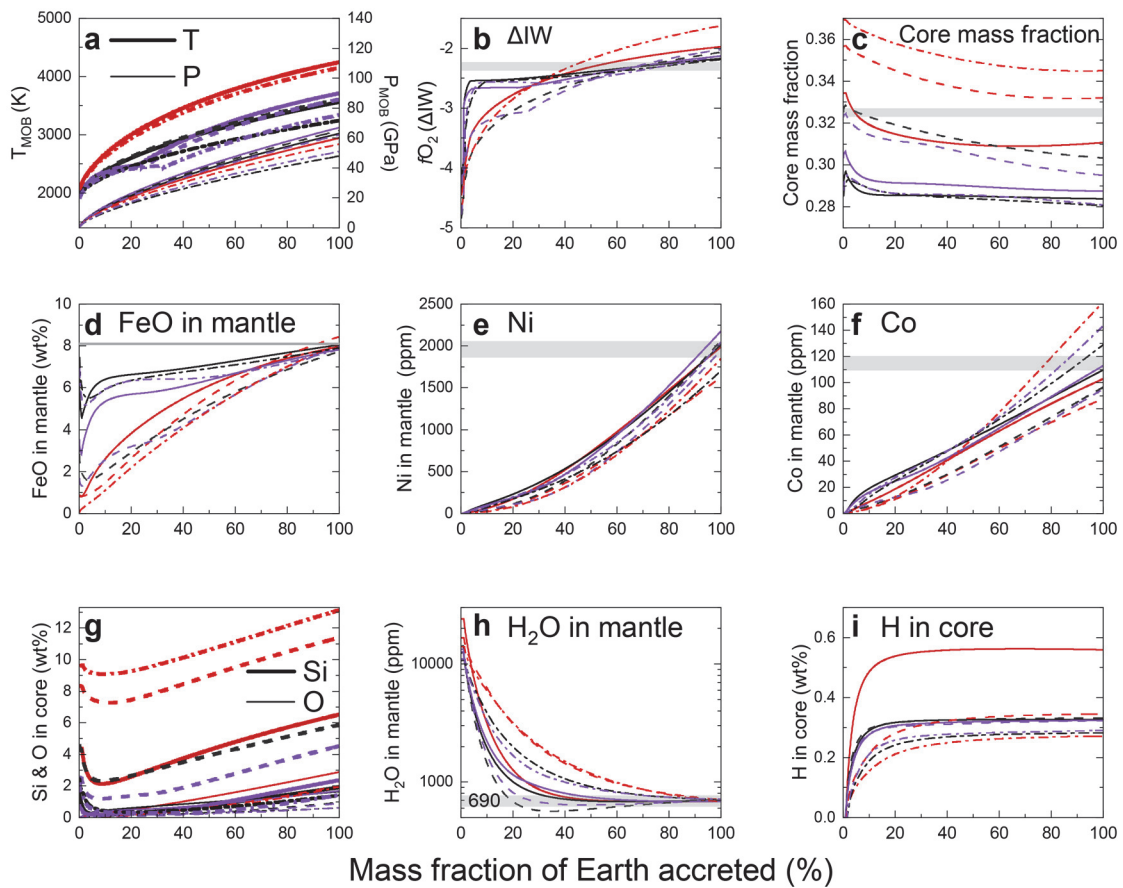 a T P
T_MOB (K)
5000
4000
3000
2000
0 20 40 60 80 100
140
120
100
80
60
40
20
0
P_MOB (GPa)
b ΔIW
fO₂ (ΔIW)
-2
-3
-4
-5
0 20 40 60 80 100
c Core mass fraction
Core mass fraction
0.36
0.34
0.32
0.30
0.28
0 20 40 60 80 100
d FeO in mantle
FeO in mantle (wt%)
10
8
6
4
2
0
0 20 40 60 80 100
e Ni
Ni in mantle (ppm)
2500
2000
1500
1000
500
0
0 20 40 60 80 100
f Co
Co in mantle (ppm)
160
140
120
100
80
60
40
20
0
0 20 40 60 80 100
g
Si
O
Si & O in core (wt%)
12
10
8
6
4
2
0
0 20 40 60 80 100
h H₂O in mantle
H₂O in mantle (ppm)
10000
1000
690
0 20 40 60 80 100
i H in core
H in core (wt%)
0.6
0.4
0.2
0.0
0 20 40 60 80 100
Mass fraction of Earth accreted (%)